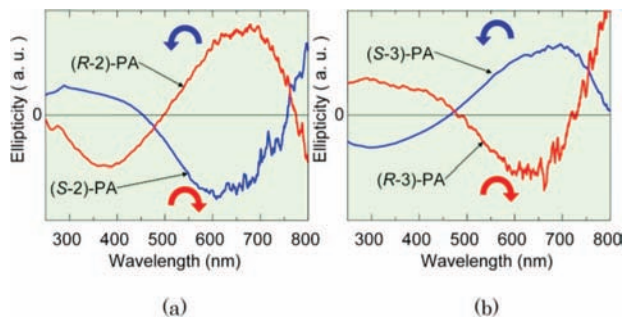 (R-2)-PA
(S-2)-PA
0
Ellipticity ( a. u. )
300 400 500 600 700 800
Wavelength (nm)
(a)
(S-3)-PA
(R-3)-PA
0
Ellipticity ( a. u. )
300 400 500 600 700 800
Wavelength (nm)
(b)